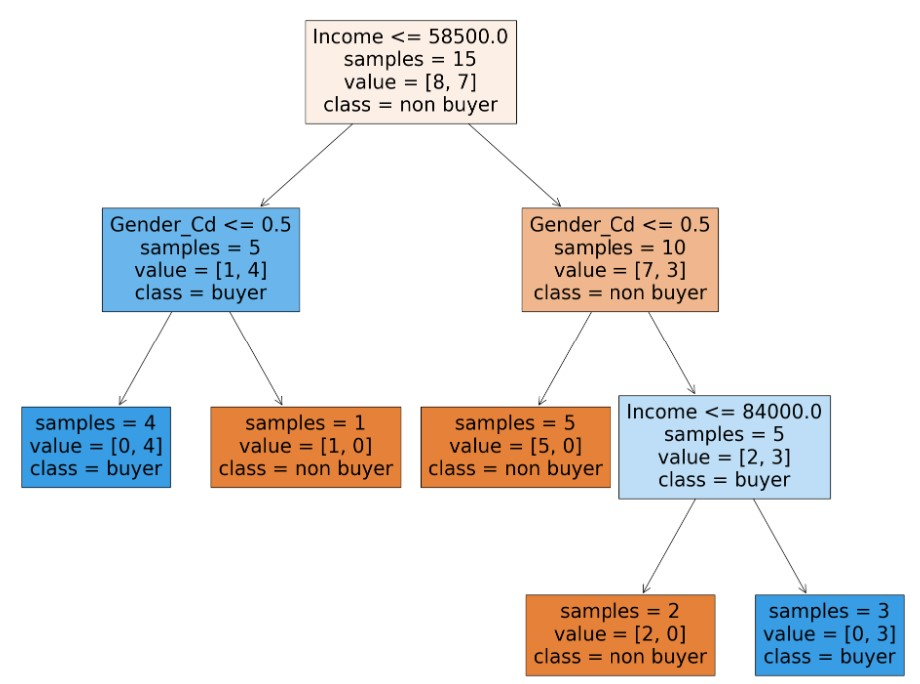 Income <= 58500.0
samples = 15
value = [8, 7]
class = non buyer
Gender_Cd <= 0.5
samples = 5
value = [1, 4]
class = buyer
Gender_Cd <= 0.5
samples = 10
value = [7, 3]
class = non buyer
samples = 4
value = [0, 4]
class = buyer
samples = 1
value = [1, 0]
class = non buyer
samples = 5
value = [5, 0]
class = non buyer
Income <= 84000.0
samples = 5
value = [2, 3]
class = buyer
samples = 2
value = [2, 0]
class = non buyer
samples = 3
value = [0, 3]
class = buyer